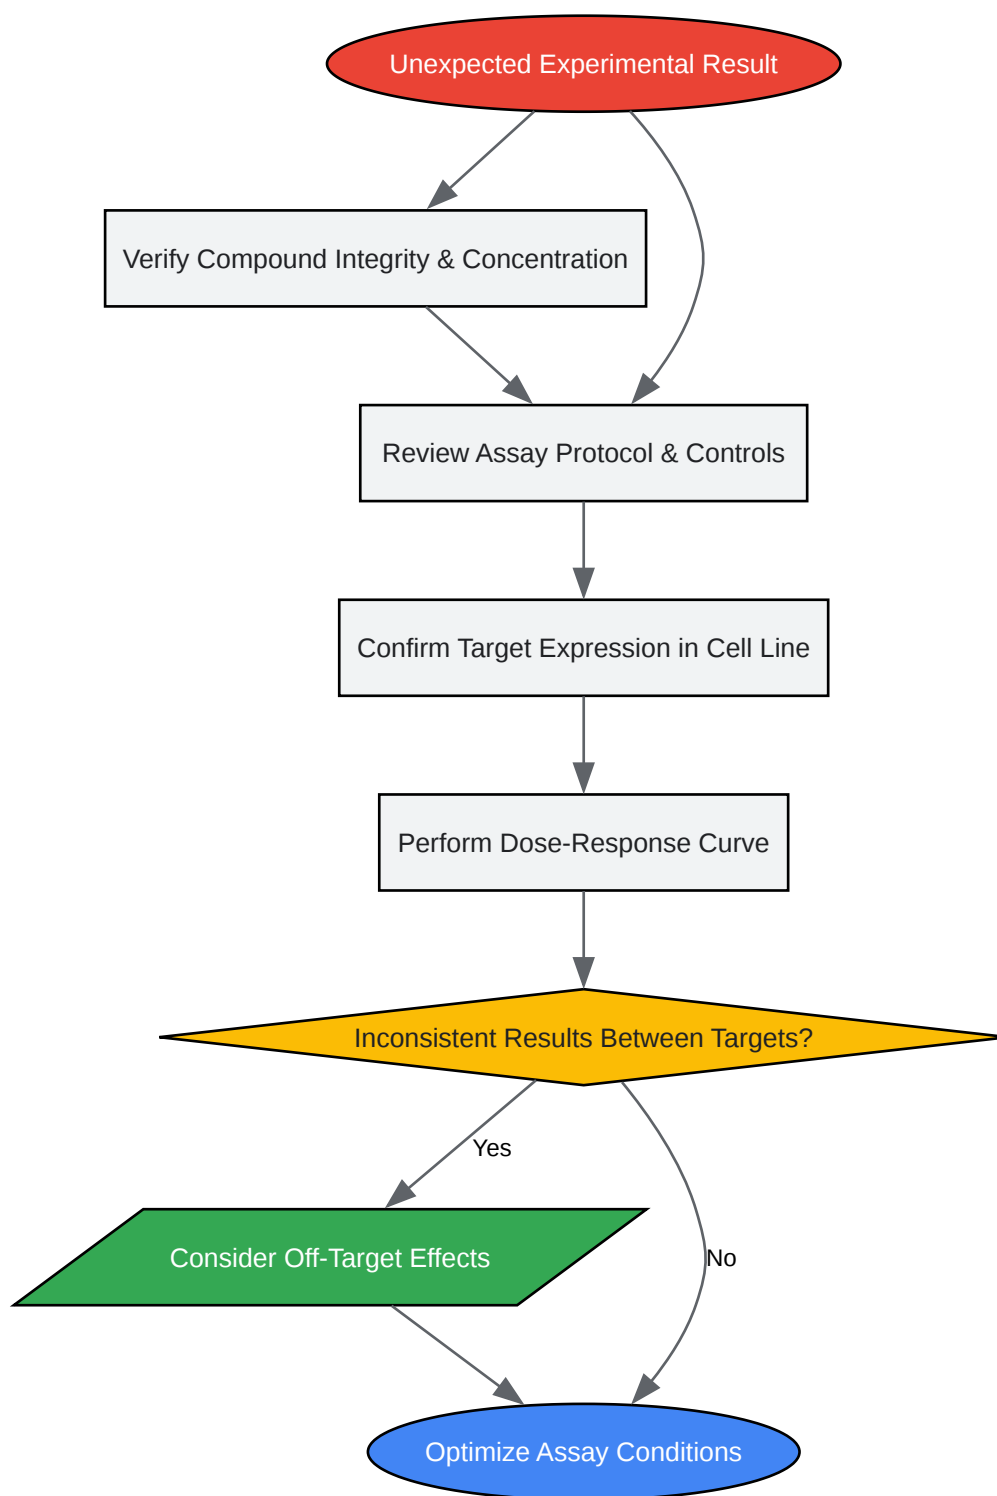 Unexpected Experimental Result
Verify Compound Integrity & Concentration
Review Assay Protocol & Controls
Confirm Target Expression in Cell Line
Perform Dose-Response Curve
Inconsistent Results Between Targets?
Yes
Consider Off-Target Effects
No
Optimize Assay Conditions